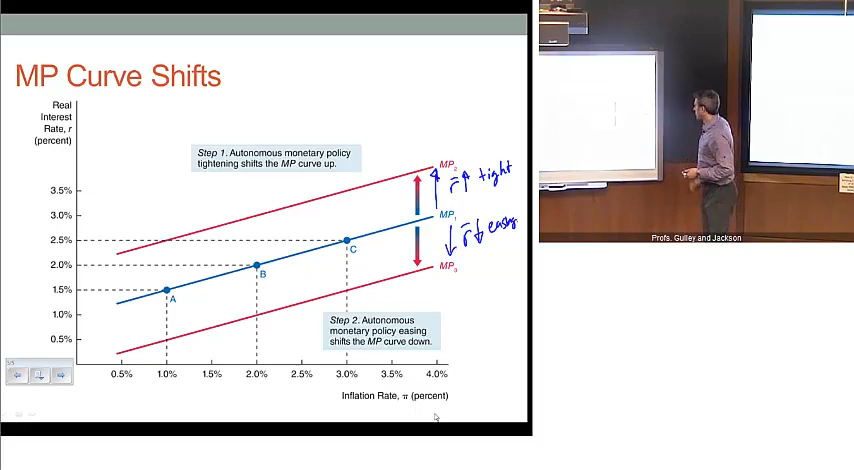 MP Curve Shifts
Real
Interest
Rate, r
(percent)
Step 1. Autonomous monetary policy
tightening shifts the MP curve up.
3.5%
3.0%
2.5%
2.0%
1.5%
1.0%
0.5%
MP₂
r̄↑ tight
MP₁
↓ r̄↓ easing
MP₃
A
B
C
Step 2. Autonomous
monetary policy easing
shifts the MP curve down.
0.5% 1.0% 1.5% 2.0% 2.5% 3.0% 3.5% 4.0%
Inflation Rate, π (percent)
Profs. Gulley and Jackson